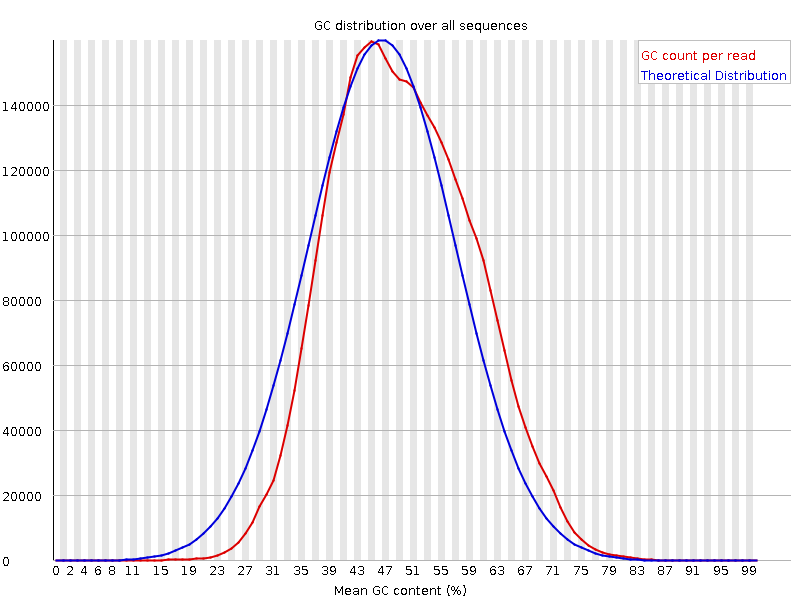 GC distribution over all sequences
GC count per read
Theoretical Distribution
140000
120000
100000
80000
60000
40000
20000
0
0 2 4 6 8 11 15 19 23 27 31 35 39 43 47 51 55 59 63 67 71 75 79 83 87 91 95 99
Mean GC content (%)